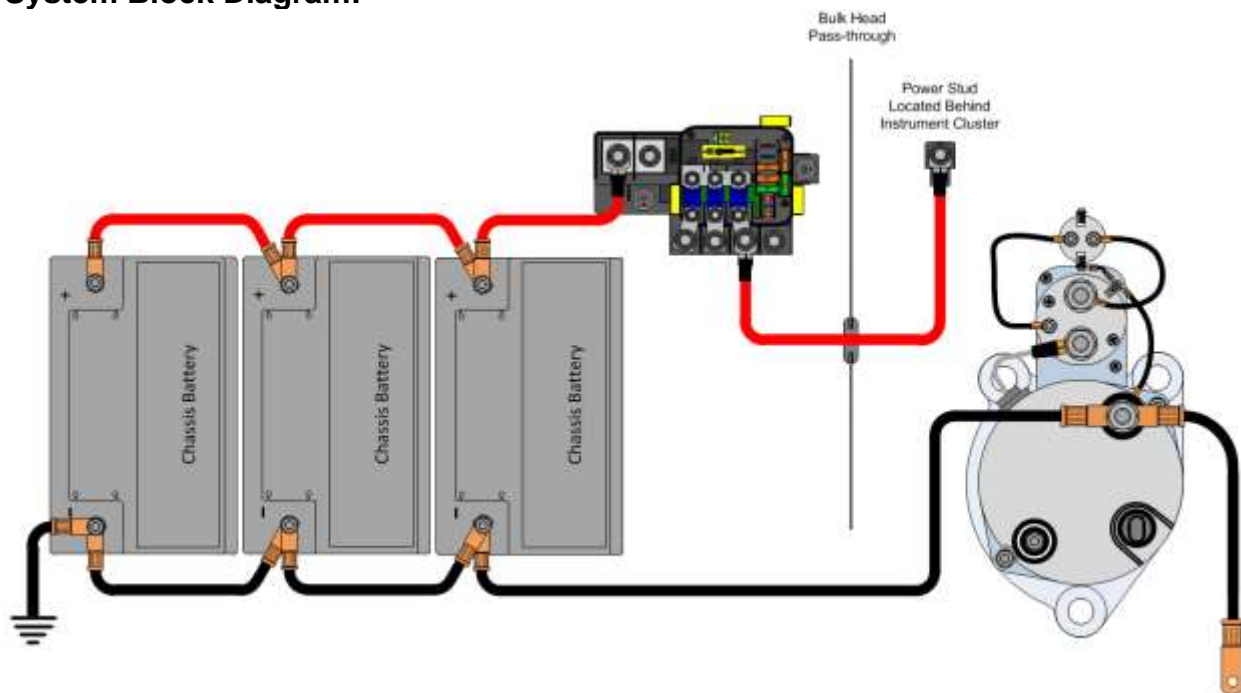 System Block Diagram:
Bulk Head
Pass-through
Power Stud
Located Behind
Instrument Cluster
+
+
+
Chassis Battery
Chassis Battery
Chassis Battery
-
-
-